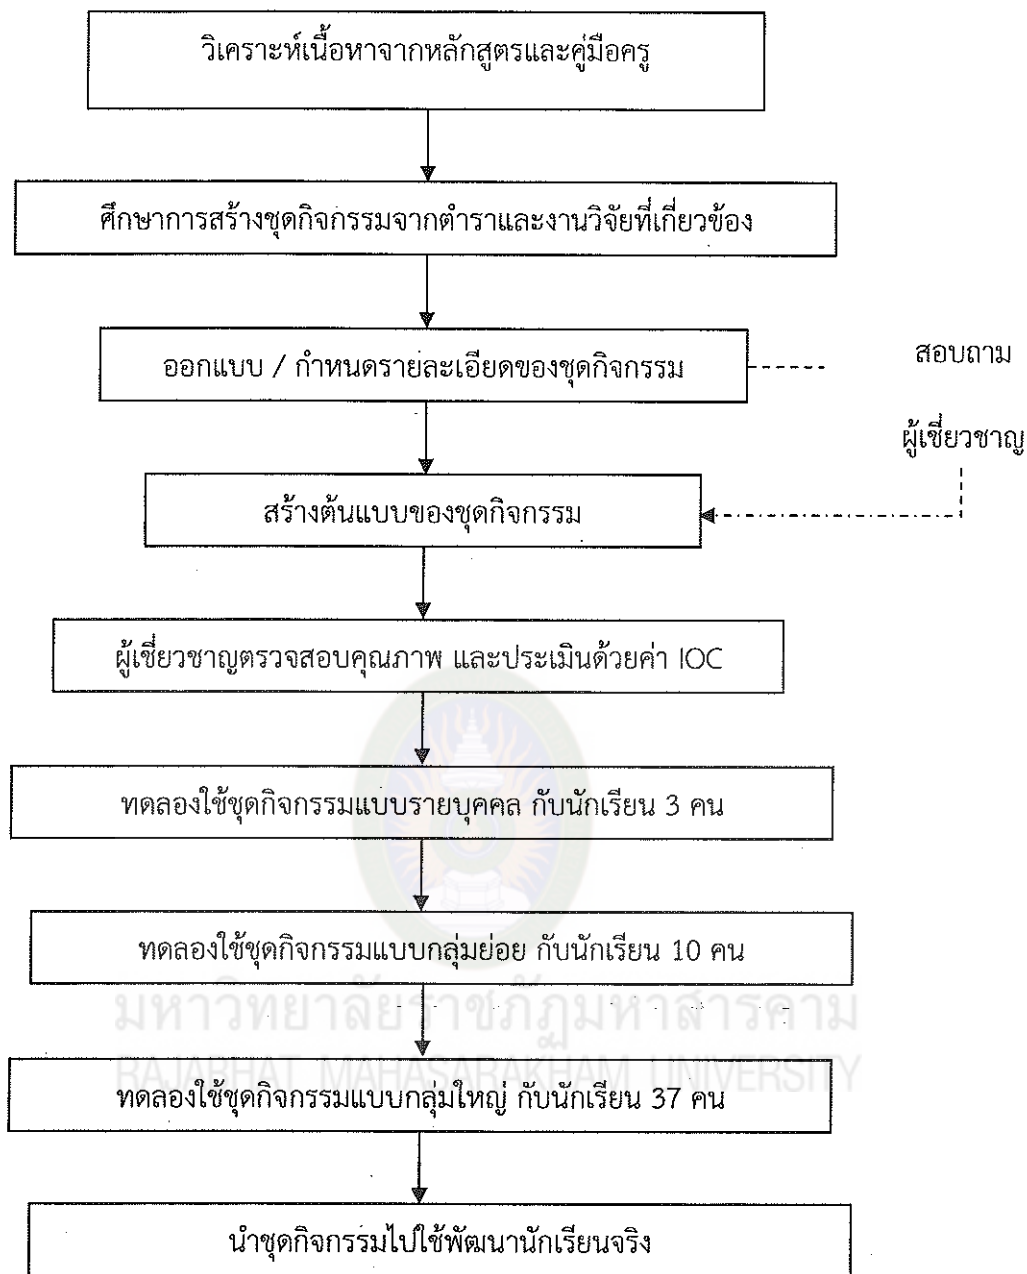 วิเคราะห์เนื้อหาจากหลักสูตรและคู่มือครู
ศึกษาการสร้างชุดกิจกรรมจากตำราและงานวิจัยที่เกี่ยวข้อง
ออกแบบ / กำหนดรายละเอียดของชุดกิจกรรม
สอบถาม
ผู้เชี่ยวชาญ
สร้างต้นแบบของชุดกิจกรรม
ผู้เชี่ยวชาญตรวจสอบคุณภาพ และประเมินด้วยค่า IOC
ทดลองใช้ชุดกิจกรรมแบบรายบุคคล กับนักเรียน 3 คน
ทดลองใช้ชุดกิจกรรมแบบกลุ่มย่อย กับนักเรียน 10 คน
มหาวิทยาลัยราชภัฏมหาสารคาม
RAJABHAT MAHASARAKHAM UNIVERSITY
ทดลองใช้ชุดกิจกรรมแบบกลุ่มใหญ่ กับนักเรียน 37 คน
นำชุดกิจกรรมไปใช้พัฒนานักเรียนจริง